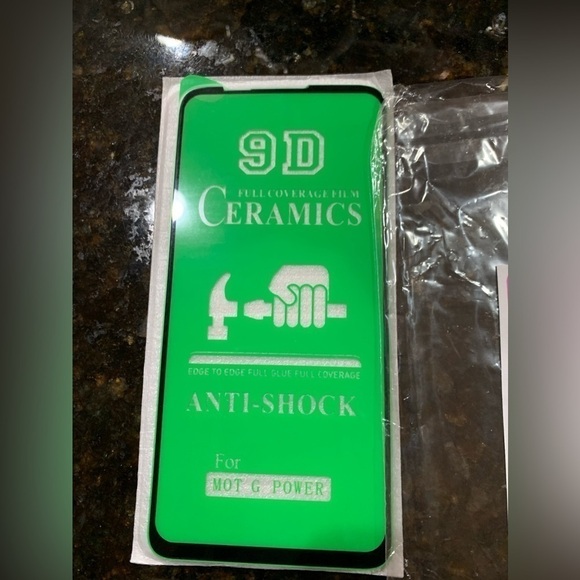 9D
FULL COVERAGE FILM
CERAMICS
EDGE TO EDGE FULL GLUE FULL COVERAGE
ANTI-SHOCK
For
MOT G POWER